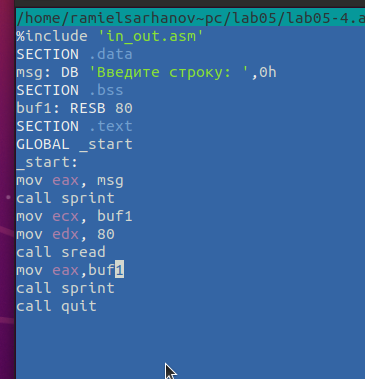 /home/ramielsarhanov~pc/lab05/lab05-4.a
%include 'in_out.asm'
SECTION .data
msg: DB 'Введите строку: ',0h
SECTION .bss
buf1: RESB 80
SECTION .text
GLOBAL _start
_start:
mov eax, msg
call sprint
mov ecx, buf1
mov edx, 80
call sread
mov eax,buf1
call sprint
call quit